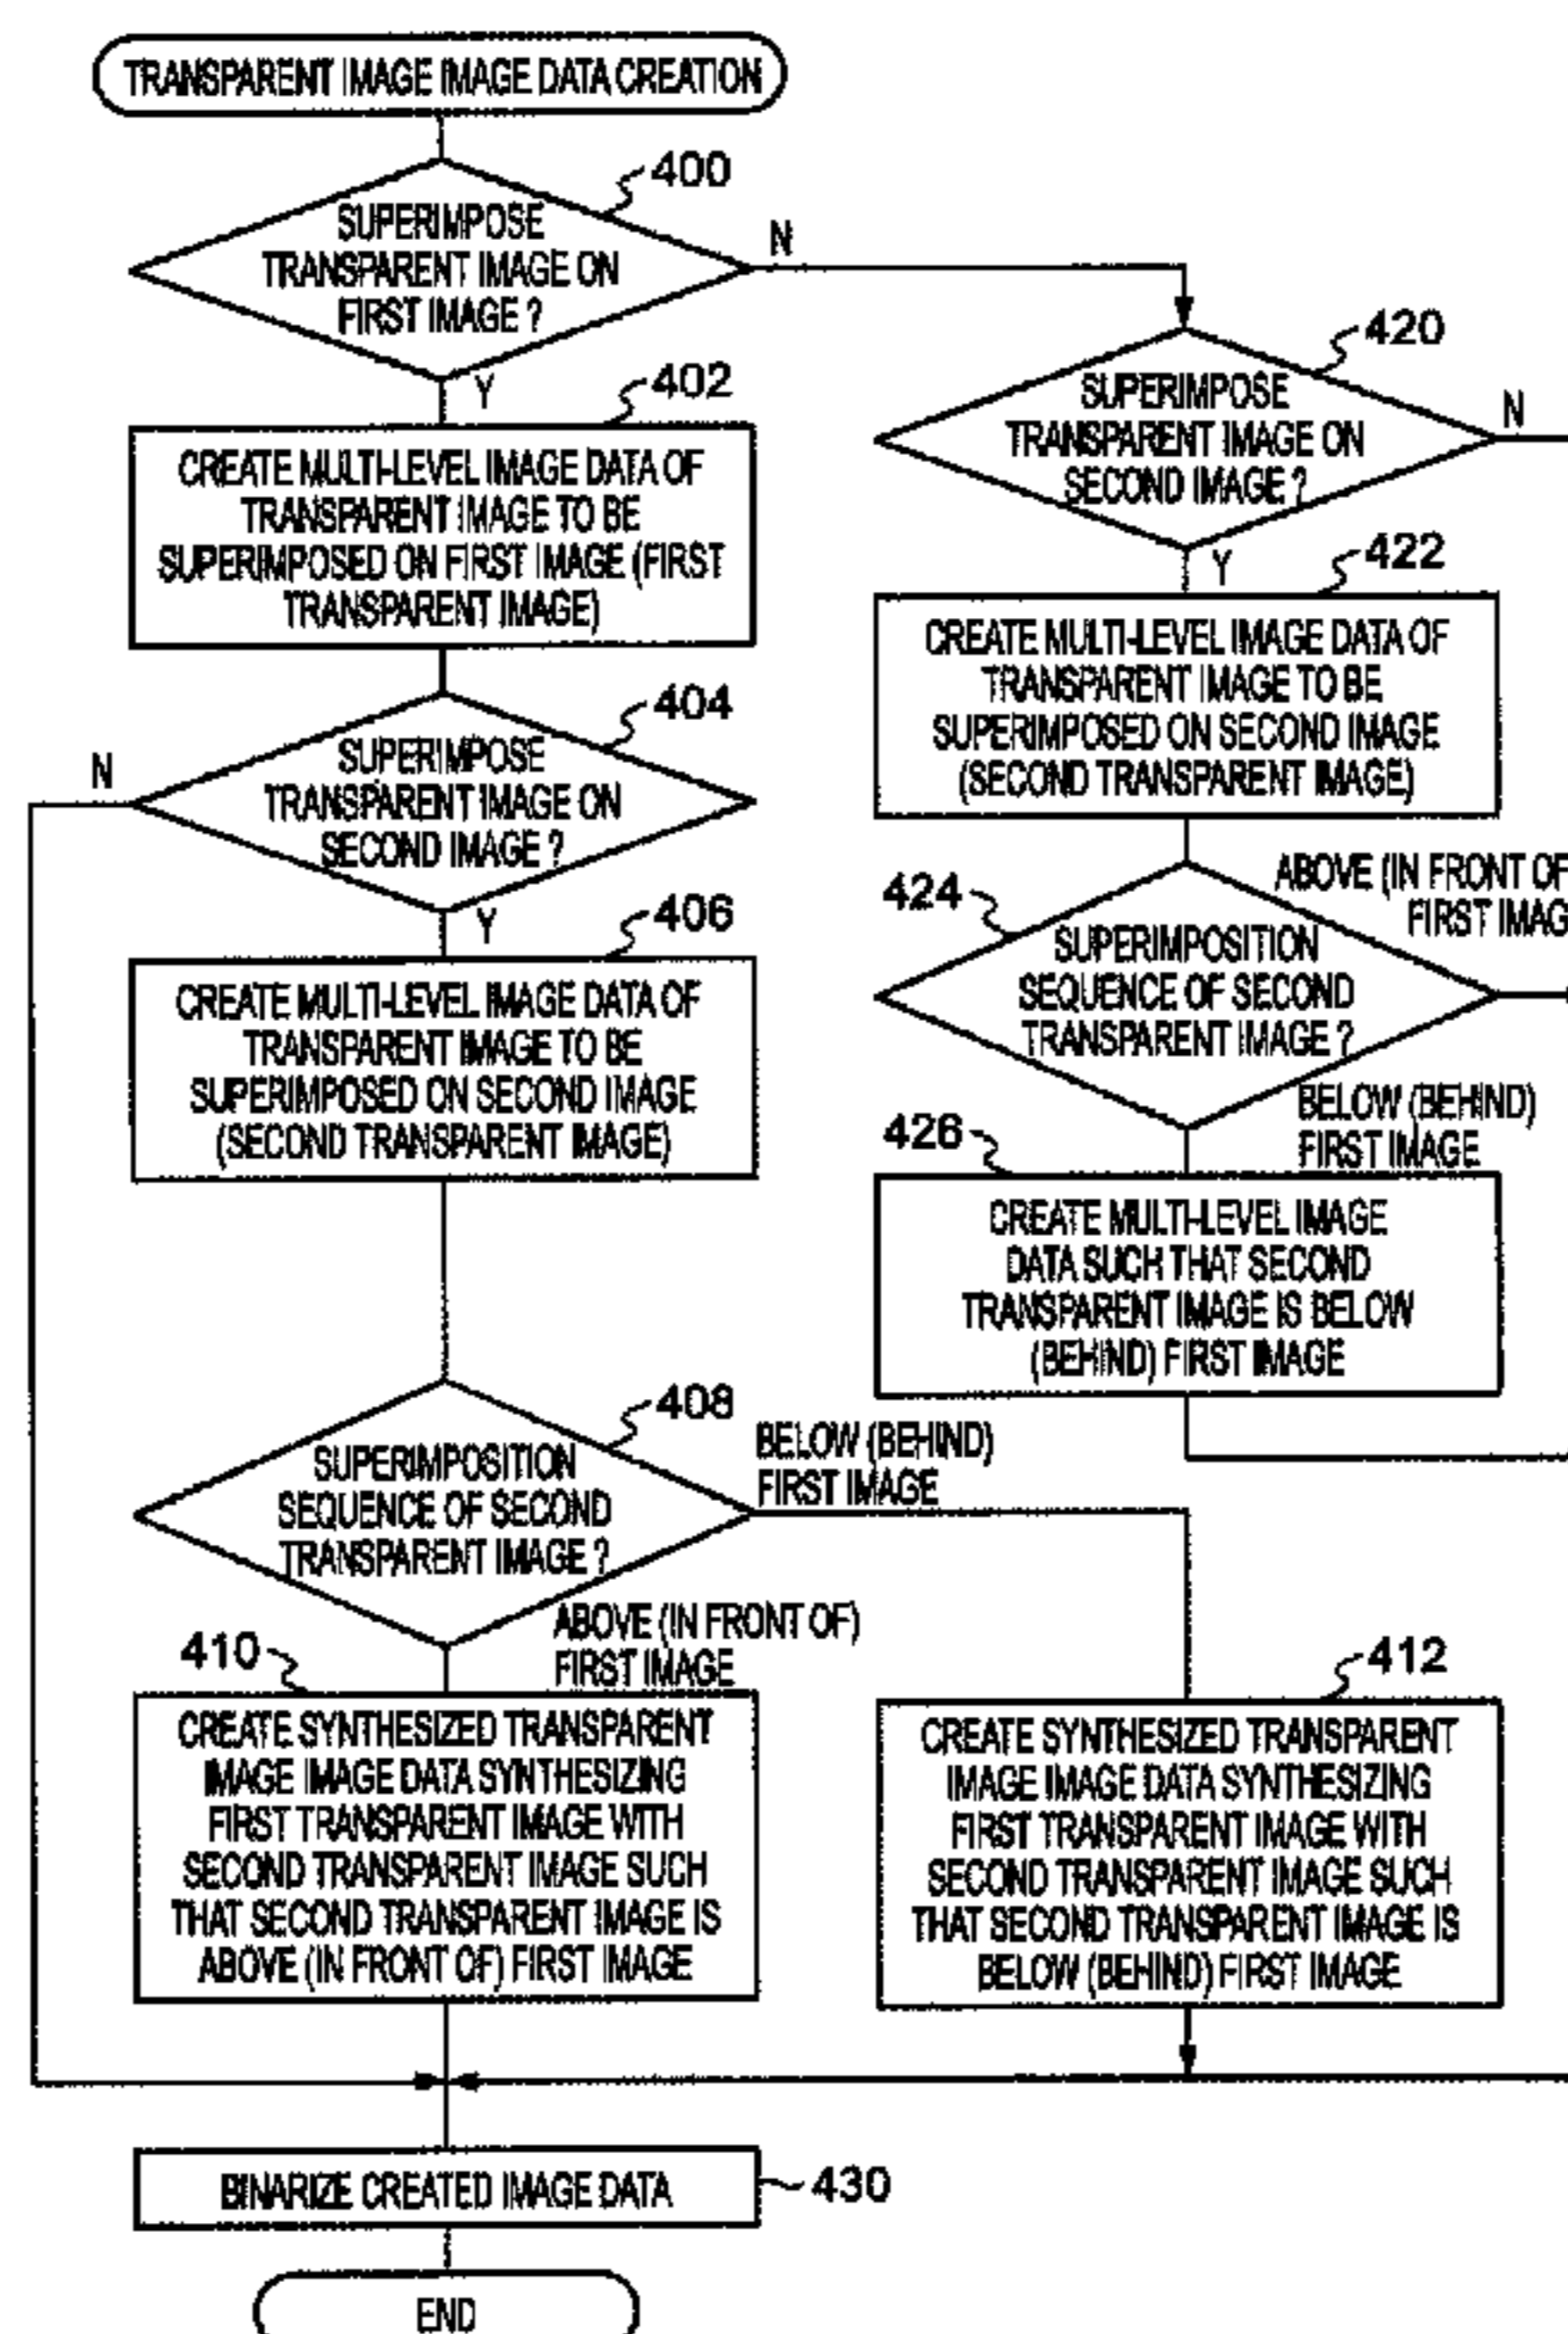 TRANSPARENT IMAGE IMAGE DATA CREATION
400
SUPERIMPOSE
TRANSPARENT IMAGE ON
FIRST IMAGE ?
N
Y
402
CREATE MULTI-LEVEL IMAGE DATA OF
TRANSPARENT IMAGE TO BE
SUPERIMPOSED ON FIRST IMAGE (FIRST
TRANSPARENT IMAGE)
404
SUPERIMPOSE
TRANSPARENT IMAGE ON
SECOND IMAGE ?
N
Y
406
CREATE MULTI-LEVEL IMAGE DATA OF
TRANSPARENT IMAGE TO BE
SUPERIMPOSED ON SECOND IMAGE
(SECOND TRANSPARENT IMAGE)
408
SUPERIMPOSITION
SEQUENCE OF SECOND
TRANSPARENT IMAGE ?
BELOW (BEHIND)
FIRST IMAGE
ABOVE (IN FRONT OF)
FIRST IMAGE
410
CREATE SYNTHESIZED TRANSPARENT
IMAGE IMAGE DATA SYNTHESIZING
FIRST TRANSPARENT IMAGE WITH
SECOND TRANSPARENT IMAGE SUCH
THAT SECOND TRANSPARENT IMAGE IS
ABOVE (IN FRONT OF) FIRST IMAGE
420
SUPERIMPOSE
TRANSPARENT IMAGE ON
SECOND IMAGE ?
N
Y
422
CREATE MULTI-LEVEL IMAGE DATA OF
TRANSPARENT IMAGE TO BE
SUPERIMPOSED ON SECOND IMAGE
(SECOND TRANSPARENT IMAGE)
424
SUPERIMPOSITION
SEQUENCE OF SECOND
TRANSPARENT IMAGE ?
ABOVE (IN FRONT OF
FIRST IMAG
BELOW (BEHIND)
FIRST IMAGE
426
CREATE MULTI-LEVEL IMAGE
DATA SUCH THAT SECOND
TRANSPARENT IMAGE IS BELOW
(BEHIND) FIRST IMAGE
412
CREATE SYNTHESIZED TRANSPARENT
IMAGE IMAGE DATA SYNTHESIZING
FIRST TRANSPARENT IMAGE WITH
SECOND TRANSPARENT IMAGE SUCH
THAT SECOND TRANSPARENT IMAGE IS
BELOW (BEHIND) FIRST IMAGE
BINARIZE CREATED IMAGE DATA
430
END